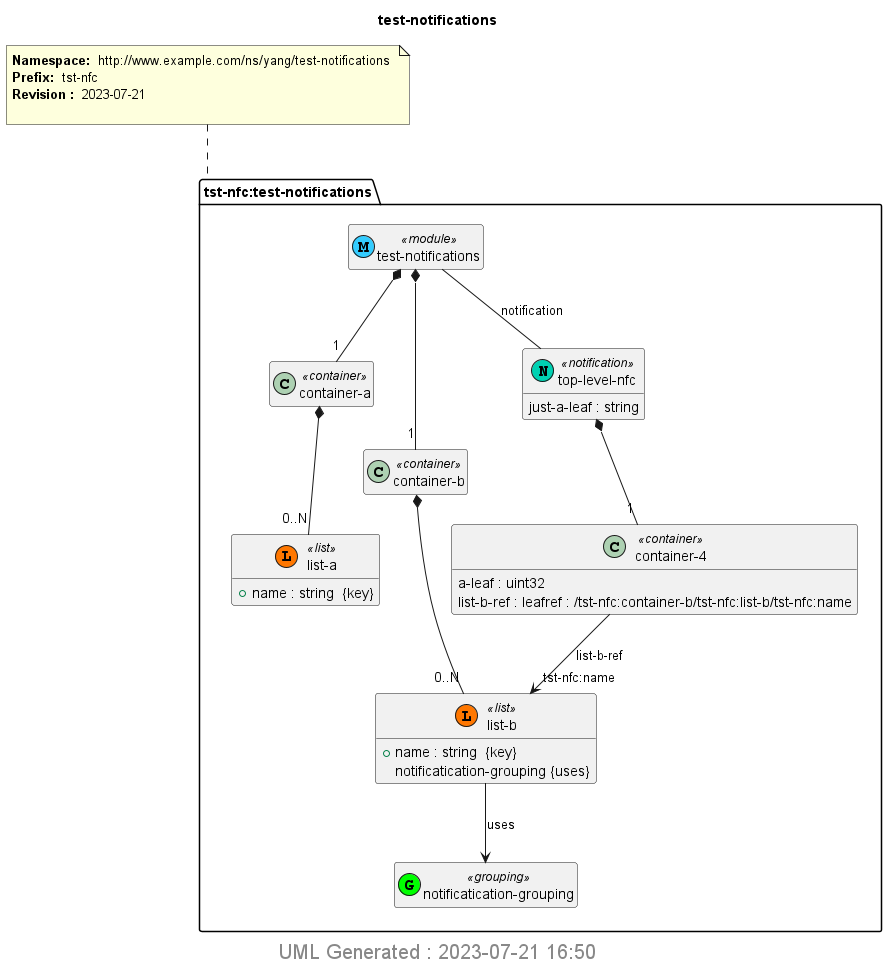 test-notifications
Namespace: http://www.example.com/ns/yang/test-notifications
Prefix: tst-nfc
Revision : 2023-07-21
tst-nfc:test-notifications
M
«module»
test-notifications
notification
1
C
«container»
container-a
N
«notification»
top-level-nfc
just-a-leaf : string
1
C
«container»
container-b
0..N
1
L
«list»
list-a
name : string {key}
C
«container»
container-4
a-leaf : uint32
list-b-ref : leafref : /tst-nfc:container-b/tst-nfc:list-b/tst-nfc:name
list-b-ref
0..N
tst-nfc:name
L
«list»
list-b
name : string {key}
notificatication-grouping {uses}
uses
G
«grouping»
notificatication-grouping
UML Generated : 2023-07-21 16:50